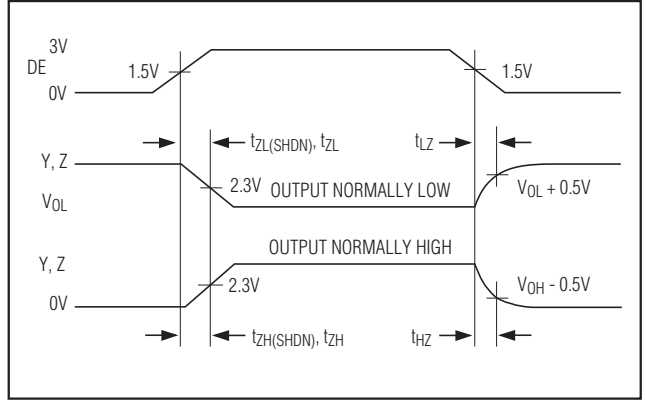 3V
DE
1.5V
1.5V
0V
tZL(SHDN), tZL
tLZ
Y, Z
2.3V
OUTPUT NORMALLY LOW
VOL + 0.5V
VOL
OUTPUT NORMALLY HIGH
Y, Z
2.3V
VOH - 0.5V
0V
tZH(SHDN), tZH
tHZ